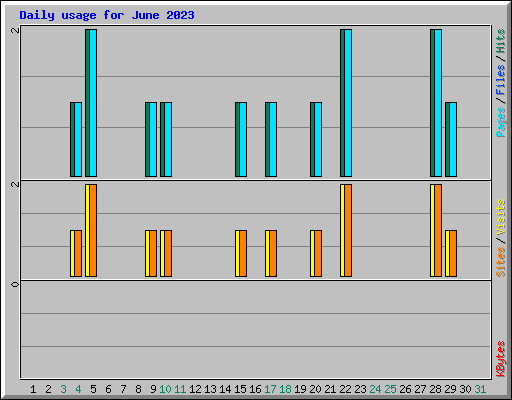 Daily usage for June 2023
2
2
0
Pages / Files / Hits
Sites / Visits
KBytes
1 2 3 4 5 6 7 8 9 10 11 12 13 14 15 16 17 18 19 20 21 22 23 24 25 26 27 28 29 30 31